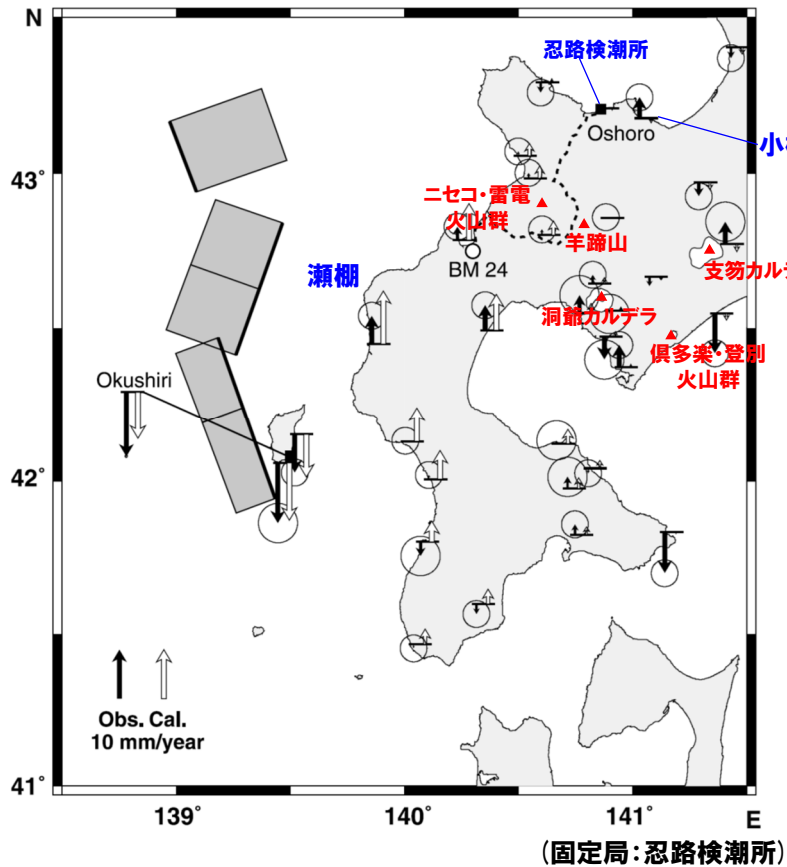 N
忍路検潮所
Oshoro
小
43°
ニセコ・雷電
火山群
羊蹄山
BM 24
支笏カルデ
瀬棚
洞爺カルデラ
倶多楽・登別
火山群
Okushiri
42°
Obs. Cal.
10 mm/year
41°
139°
140°
141°
E
(固定局:忍路検潮所)